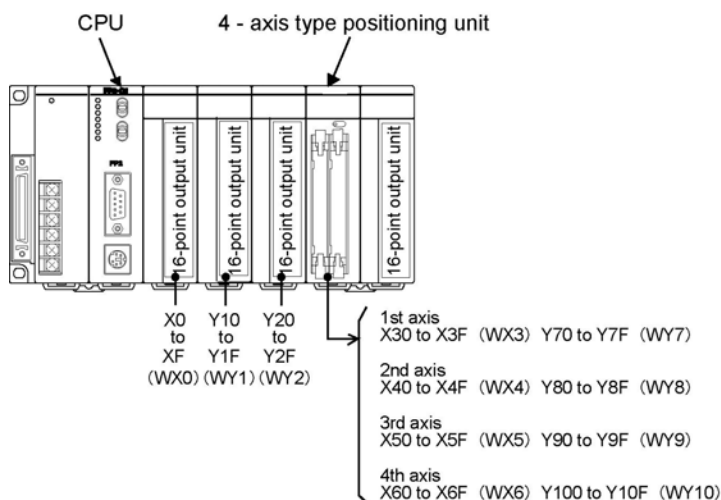 CPU
4 - axis type positioning unit
FP2
16-point output unit
16-point output unit
16-point output unit
16-point output unit
X0
to
XF
(WX0)
Y10
to
Y1F
(WY1)
Y20
to
Y2F
(WY2)
1st axis
X30 to X3F (WX3) Y70 to Y7F (WY7)
2nd axis
X40 to X4F (WX4) Y80 to Y8F (WY8)
3rd axis
X50 to X5F (WX5) Y90 to Y9F (WY9)
4th axis
X60 to X6F (WX6) Y100 to Y10F (WY10)